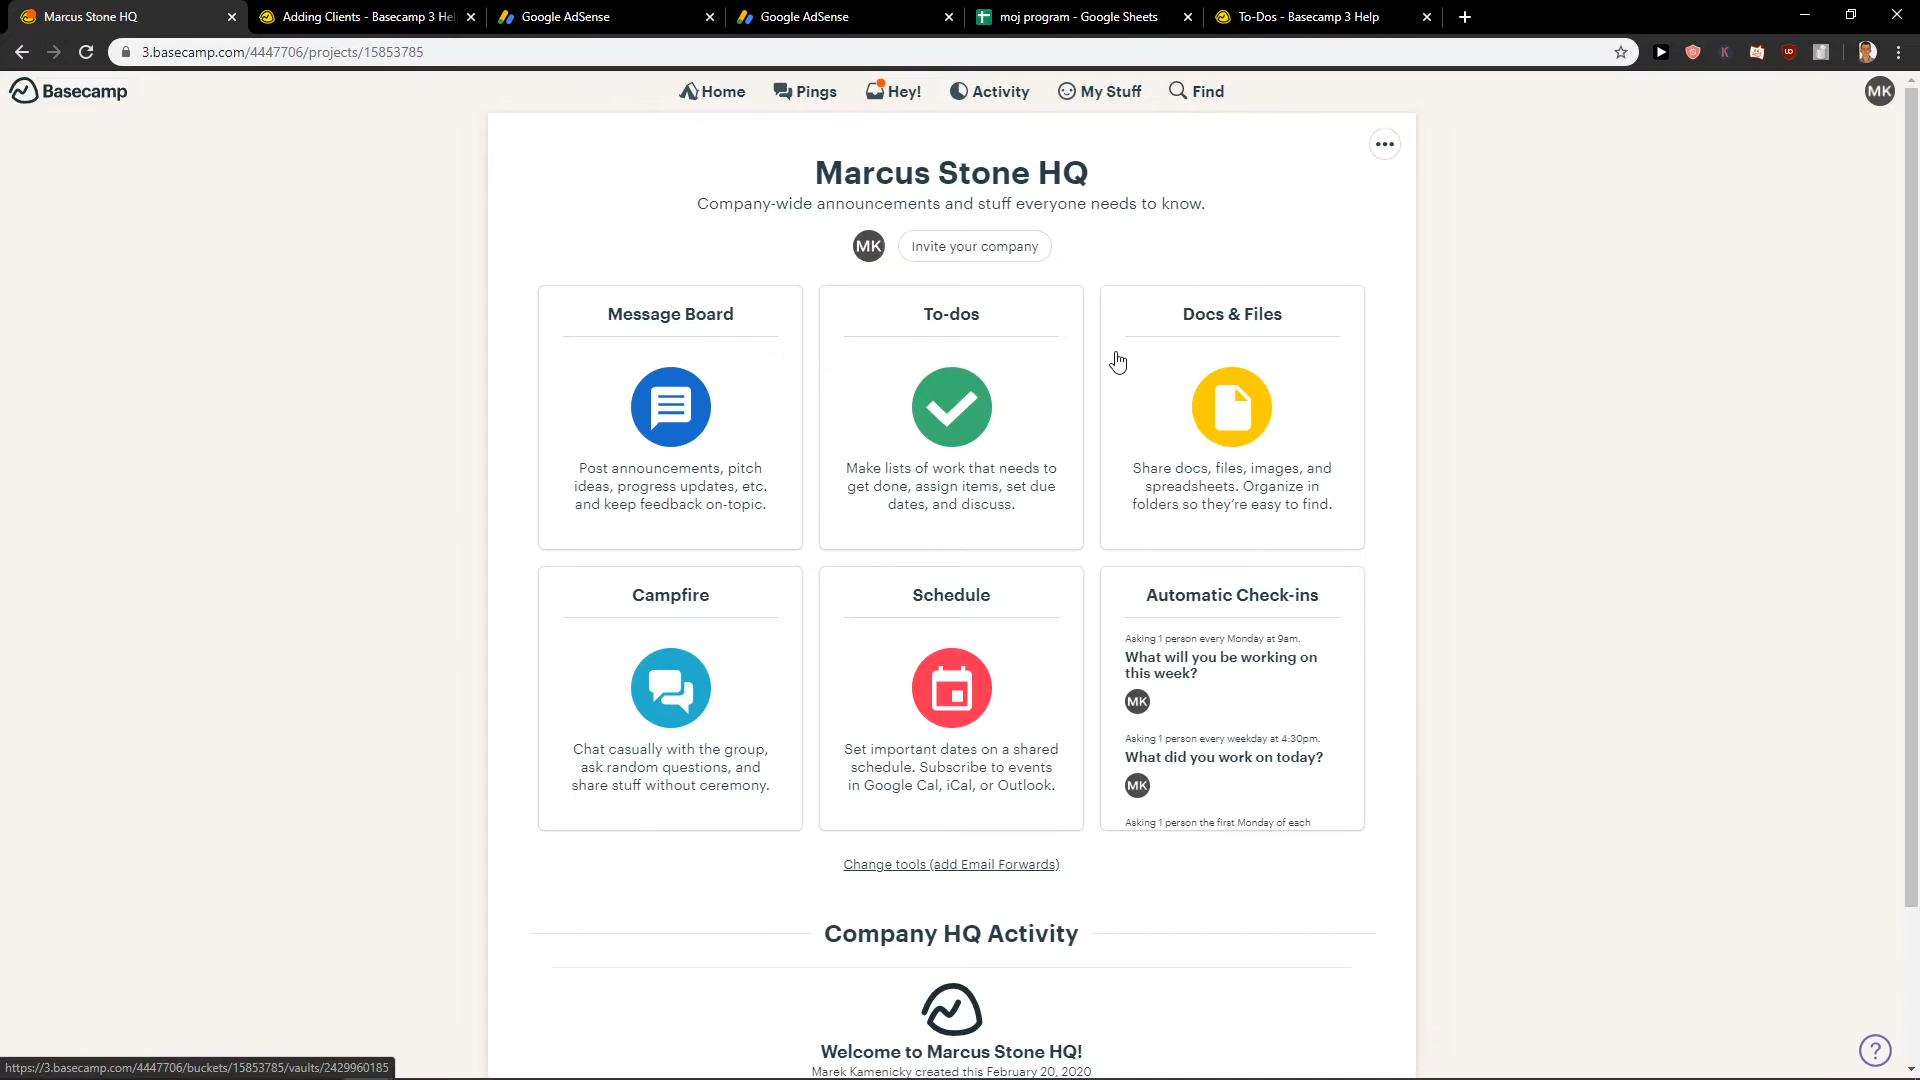 Marcus Stone HQ
Adding Clients - Basecamp 3 Hel
Google AdSense
Google AdSense
moj program - Google Sheets
To-Dos - Basecamp 3 Help
3.basecamp.com/4447706/projects/15853785
Basecamp
Home
Pings
Hey!
Activity
My Stuff
Find
MK
Marcus Stone HQ
Company-wide announcements and stuff everyone needs to know.
MK
Invite your company
Message Board
Post announcements, pitch
ideas, progress updates, etc.
and keep feedback on-topic.
To-dos
Make lists of work that needs to
get done, assign items, set due
dates, and discuss.
Docs & Files
Share docs, files, images, and
spreadsheets. Organize in
folders so they're easy to find.
Campfire
Chat casually with the group,
ask random questions, and
share stuff without ceremony.
Schedule
Set important dates on a shared
schedule. Subscribe to events
in Google Cal, iCal, or Outlook.
Automatic Check-ins
Asking 1 person every Monday at 9am.
What will you be working on
this week?
MK
Asking 1 person every weekday at 4:30pm.
What did you work on today?
MK
Asking 1 person the first Monday of each
Change tools (add Email Forwards)
Company HQ Activity
Welcome to Marcus Stone HQ!
Marek Kamenicky created this February 20, 2020
?
https://3.basecamp.com/4447706/buckets/15853785/vaults/2429960185